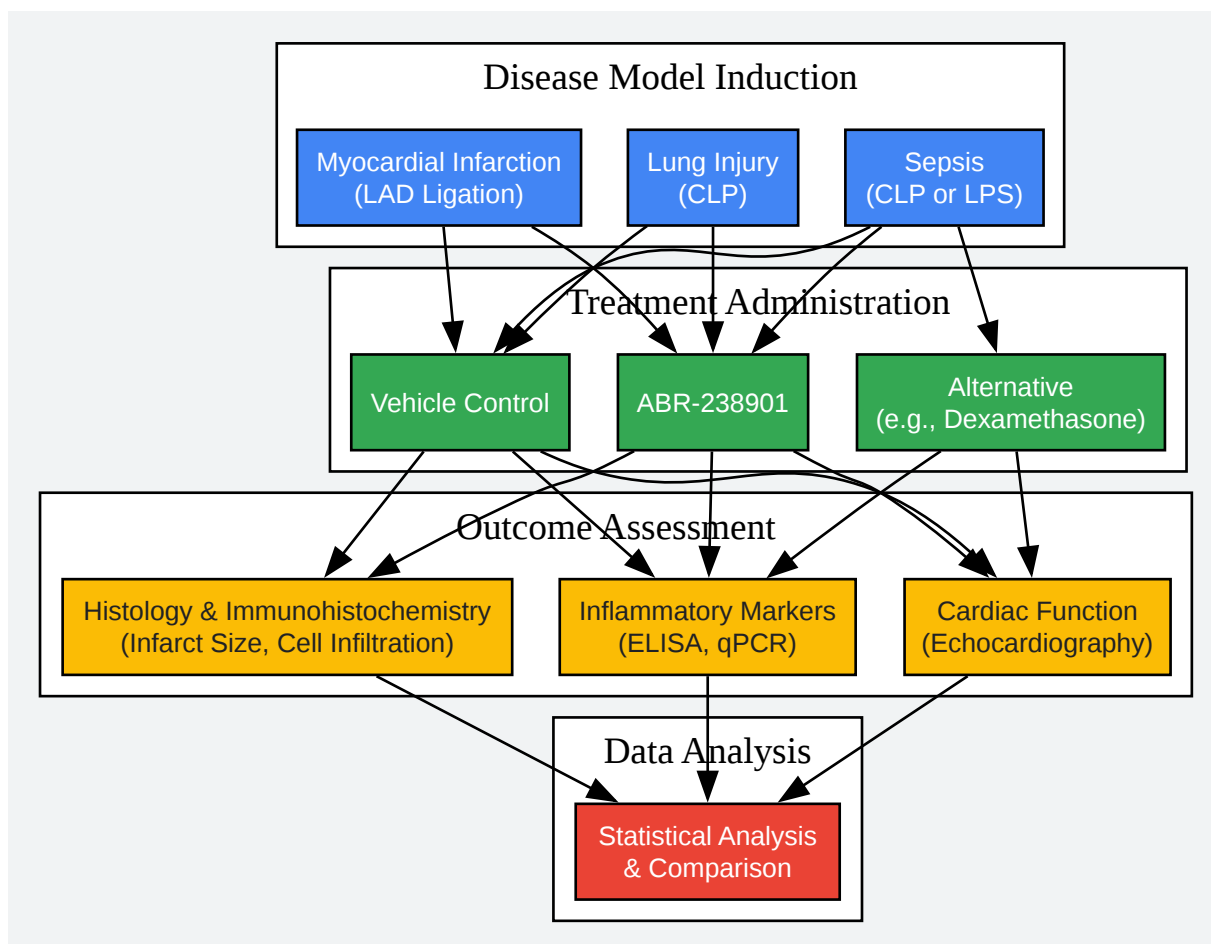 Disease Model Induction
Myocardial Infarction
(LAD Ligation)
Lung Injury
(CLP)
Sepsis
(CLP or LPS)
Treatment Administration
Vehicle Control
ABR-238901
Alternative
(e.g., Dexamethasone)
Outcome Assessment
Histology & Immunohistochemistry
(Infarct Size, Cell Infiltration)
Inflammatory Markers
(ELISA, qPCR)
Cardiac Function
(Echocardiography)
Data Analysis
Statistical Analysis
& Comparison